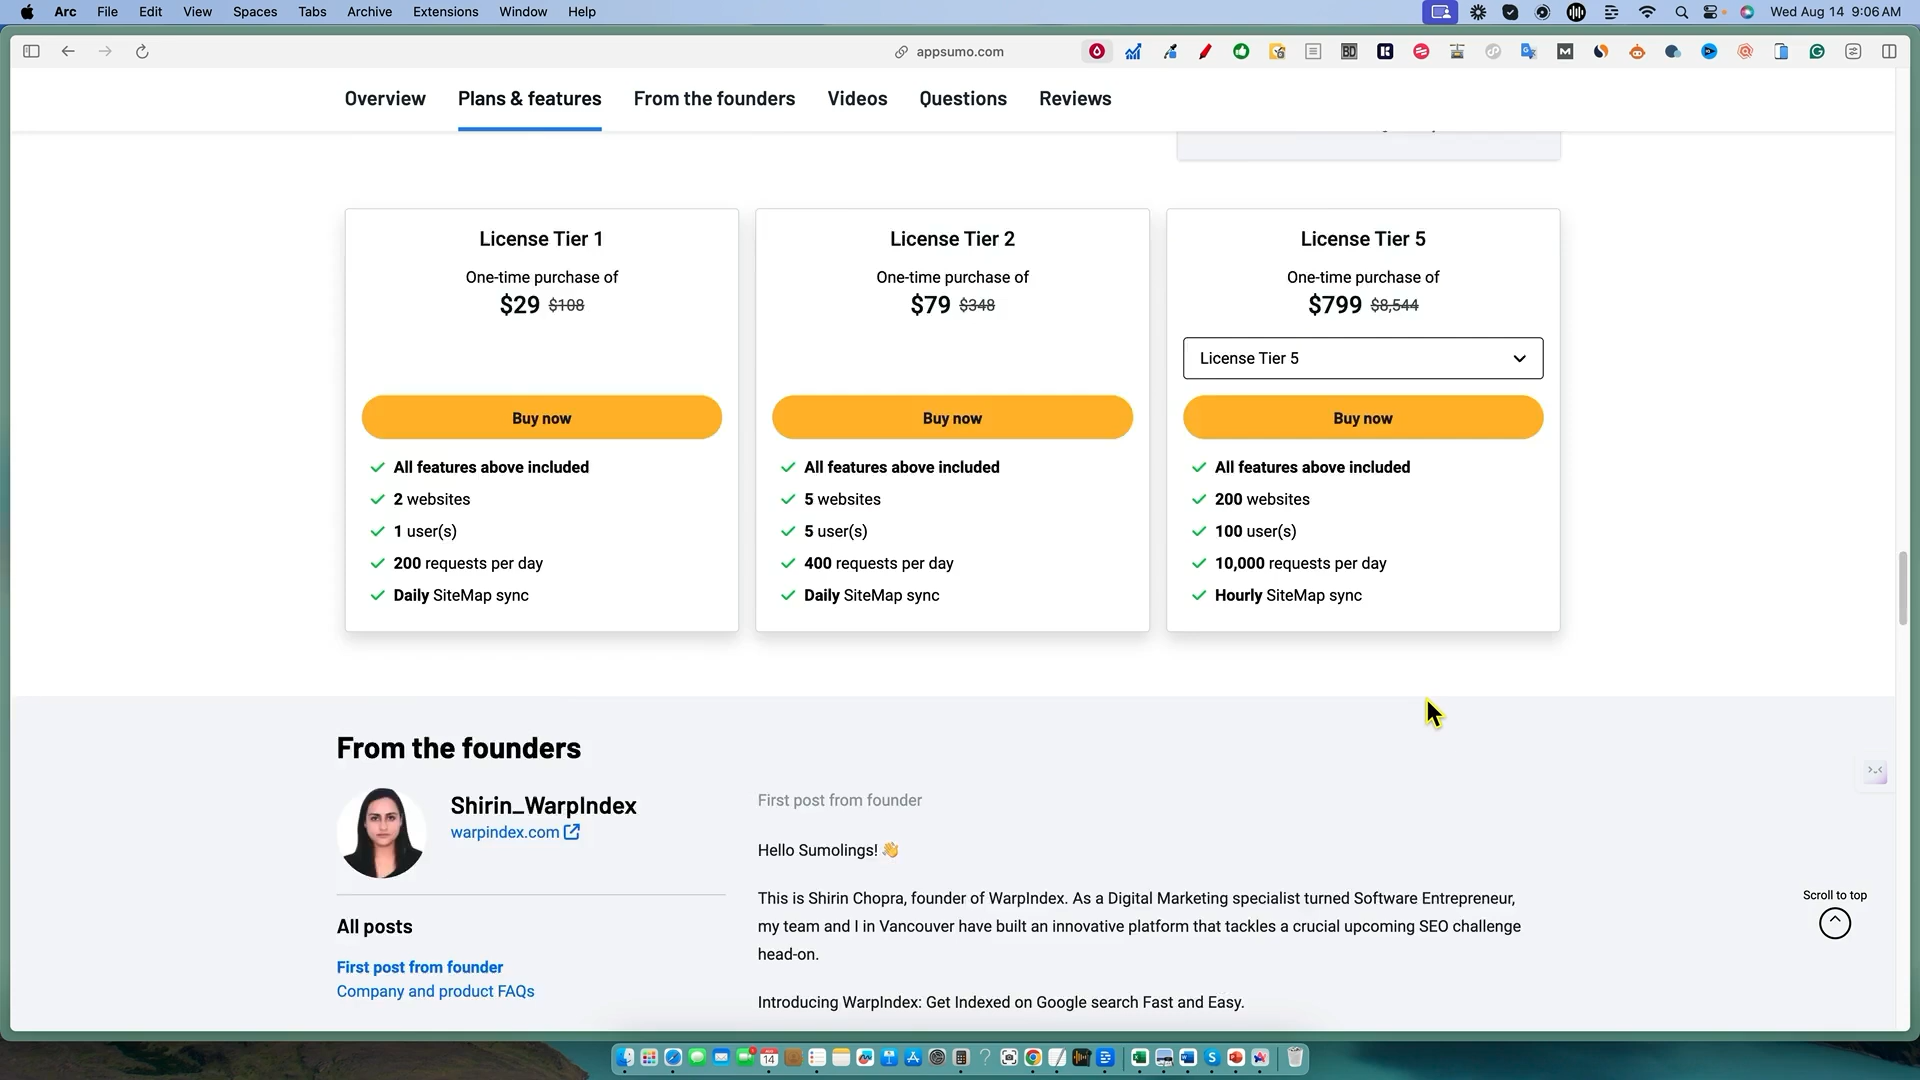 Arc File Edit View Spaces Tabs Archive Extensions Window Help Wed Aug 14 9:06 AM
appsumo.com
Overview Plans & features From the founders Videos Questions Reviews
License Tier 1
One-time purchase of
$29 $108
Buy now
All features above included
2 websites
1 user(s)
200 requests per day
Daily SiteMap sync
License Tier 2
One-time purchase of
$79 $348
Buy now
All features above included
5 websites
5 user(s)
400 requests per day
Daily SiteMap sync
License Tier 5
One-time purchase of
$799 $8,544
License Tier 5
Buy now
All features above included
200 websites
100 user(s)
10,000 requests per day
Hourly SiteMap sync
From the founders
Shirin_WarpIndex
warpindex.com
All posts
First post from founder
Company and product FAQs
First post from founder
Hello Sumolings! 👋
This is Shirin Chopra, founder of WarpIndex. As a Digital Marketing specialist turned Software Entrepreneur,
my team and I in Vancouver have built an innovative platform that tackles a crucial upcoming SEO challenge
head-on.
Introducing WarpIndex: Get Indexed on Google search Fast and Easy.
Scroll to top